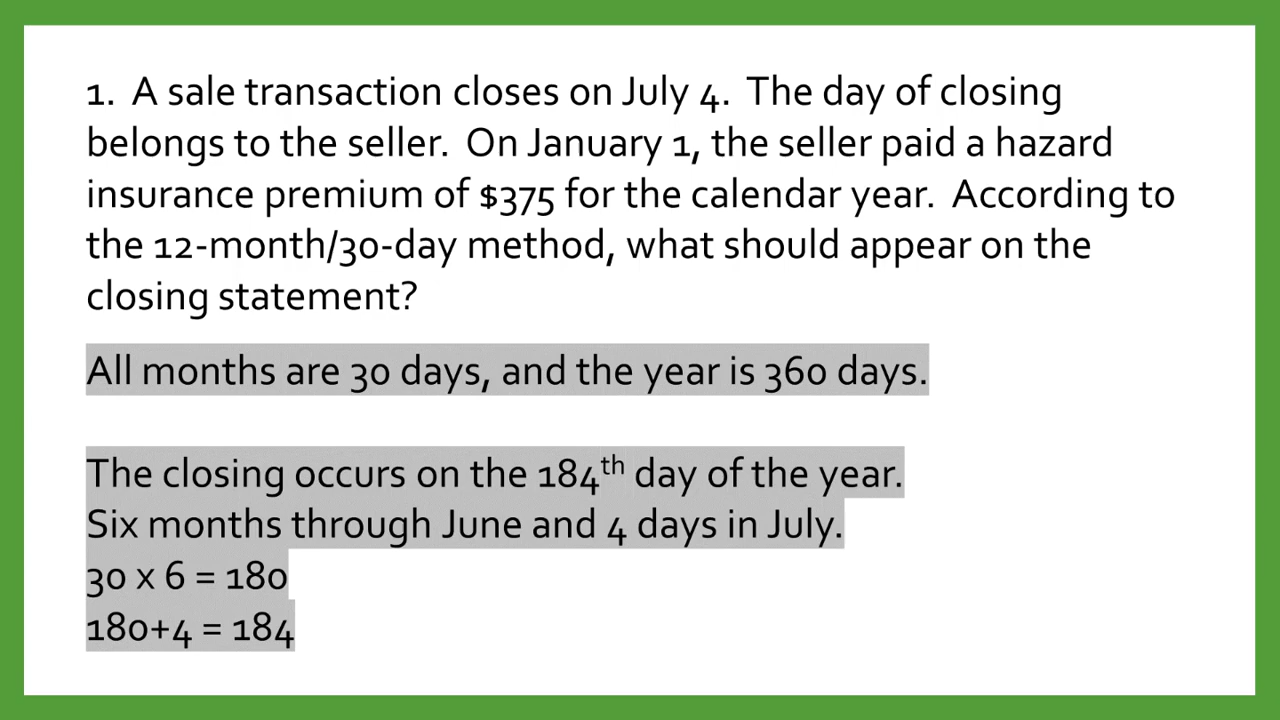 1. A sale transaction closes on July 4. The day of closing
belongs to the seller. On January 1, the seller paid a hazard
insurance premium of $375 for the calendar year. According to
the 12-month/30-day method, what should appear on the
closing statement?
All months are 30 days, and the year is 360 days.
The closing occurs on the 184th day of the year.
Six months through June and 4 days in July.
30 x 6 = 180
180+4 = 184